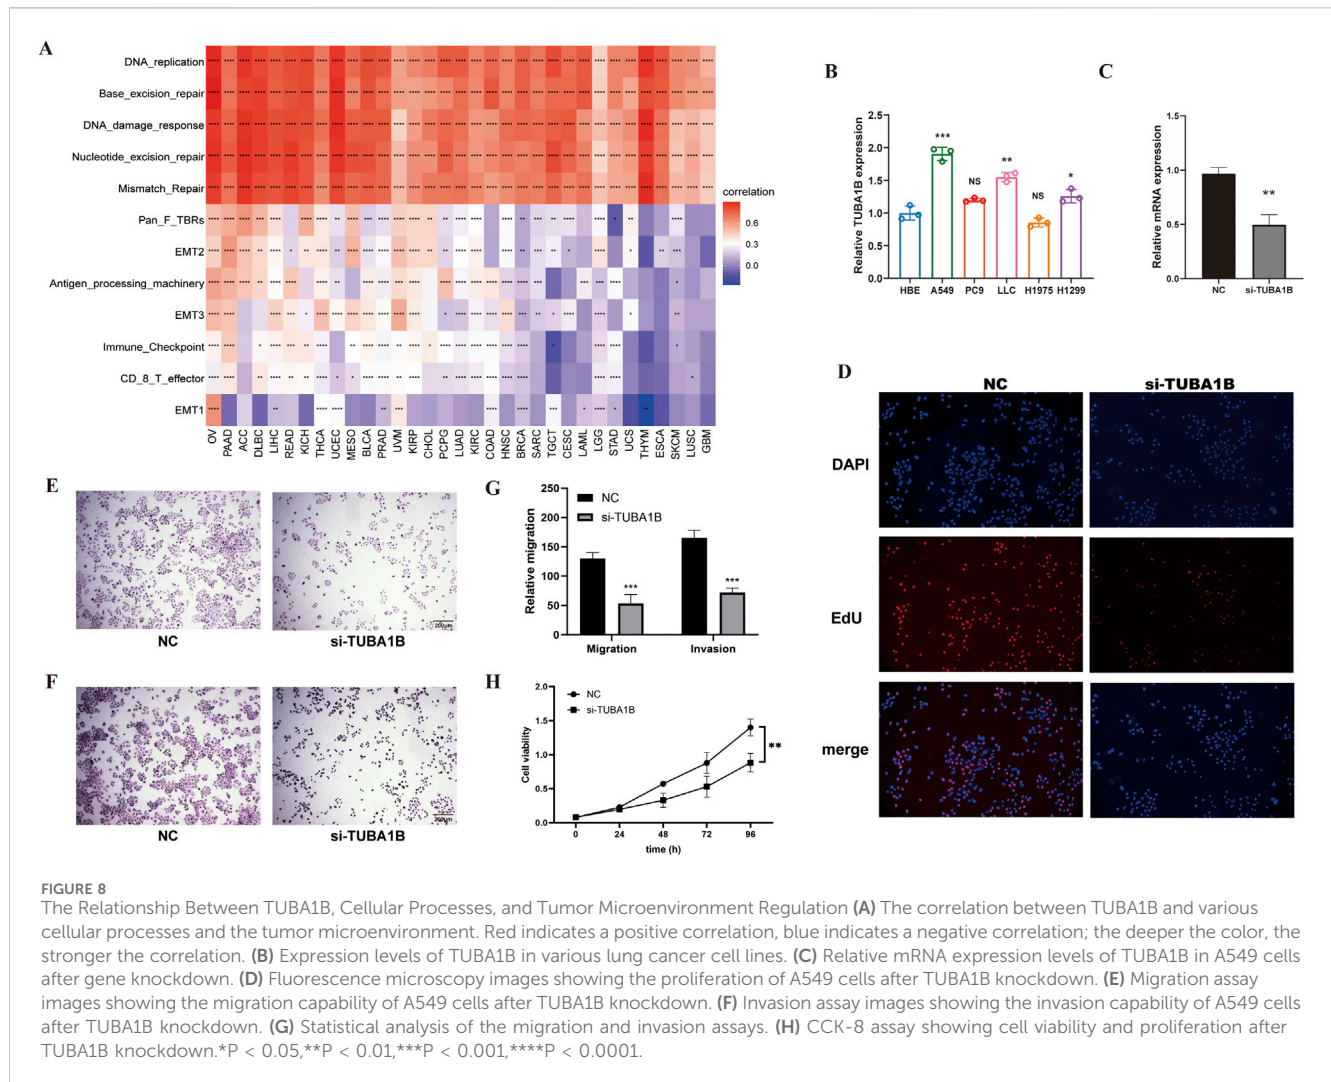 A
DNA_replication
Base_excision_repair
DNA_damage_response
Nucleotide_excision_repair
Mismatch_Repair
Pan_F_TBRs
EMT2
Antigen_processing_machinery
EMT3
Immune_Checkpoint
CD_8_T_effector
EMT1
OV PAAD ACC DLBC LIHC READ KICH THCA UCEC MESO BLCA PRAD UVM KIRP CHOL PCPG LUAD KIRC COAD HNSC BRCA SARC TGCT CESC LAML LGG STAD UCS THYM ESCA SKCM LUSC GBM
correlation
0.6
0.3
0.0
B
Relative TUBA1B expression
2.5
2.0
1.5
1.0
0.5
0.0
***
NS
**
NS
*
HBE A549 PC9 LLC H1975 H1299
C
Relative mRNA expression
1.5
1.0
0.5
0.0
**
NC si-TUBA1B
D
NC si-TUBA1B
DAPI
EdU
merge
E
200um
NC si-TUBA1B
F
200um
NC si-TUBA1B
G
Relative migration
250
200
150
100
50
0
NC
si-TUBA1B
***
***
Migration Invasion
H
Cell viability
2.0
1.5
1.0
0.5
0.0
NC
si-TUBA1B
**
0 24 48 72 96
time (h)
FIGURE 8
The Relationship Between TUBA1B, Cellular Processes, and Tumor Microenvironment Regulation (A) The correlation between TUBA1B and various
cellular processes and the tumor microenvironment. Red indicates a positive correlation, blue indicates a negative correlation; the deeper the color, the
stronger the correlation. (B) Expression levels of TUBA1B in various lung cancer cell lines. (C) Relative mRNA expression levels of TUBA1B in A549 cells
after gene knockdown. (D) Fluorescence microscopy images showing the proliferation of A549 cells after TUBA1B knockdown. (E) Migration assay
images showing the migration capability of A549 cells after TUBA1B knockdown. (F) Invasion assay images showing the invasion capability of A549 cells
after TUBA1B knockdown. (G) Statistical analysis of the migration and invasion assays. (H) CCK-8 assay showing cell viability and proliferation after
TUBA1B knockdown.*P < 0.05,**P < 0.01,***P < 0.001,****P < 0.0001.